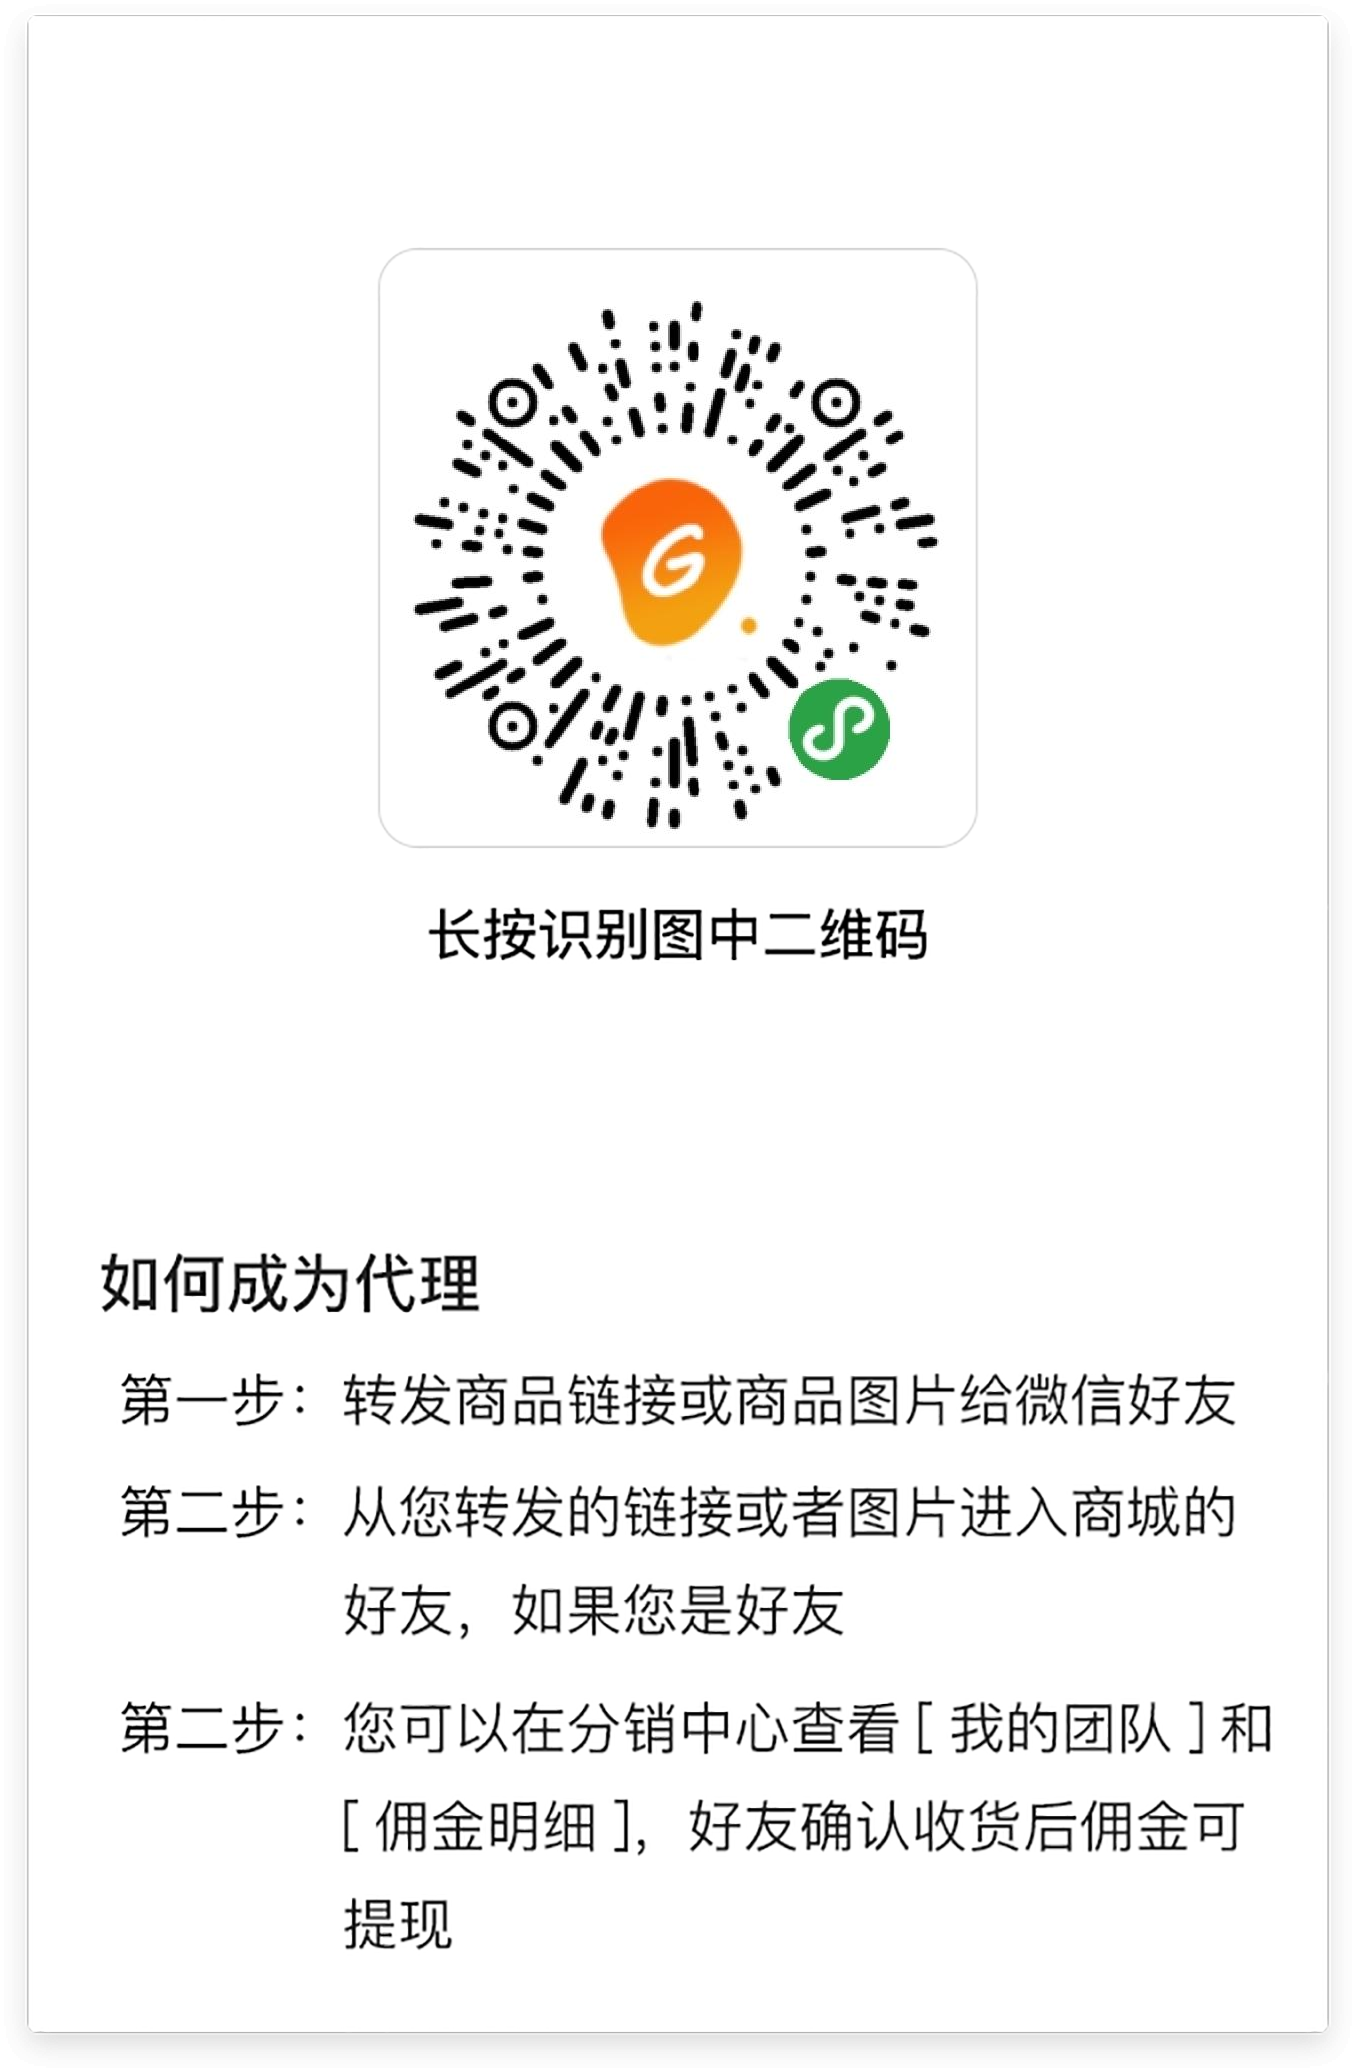 G
长按识别图中二维码
如何成为代理
第一步：转发商品链接或商品图片给微信好友
第二步：从您转发的链接或者图片进入商城的
好友，如果您是好友
第二步：您可以在分销中心查看[ 我的团队 ]和
[ 佣金明细 ]，好友确认收货后佣金可
提现